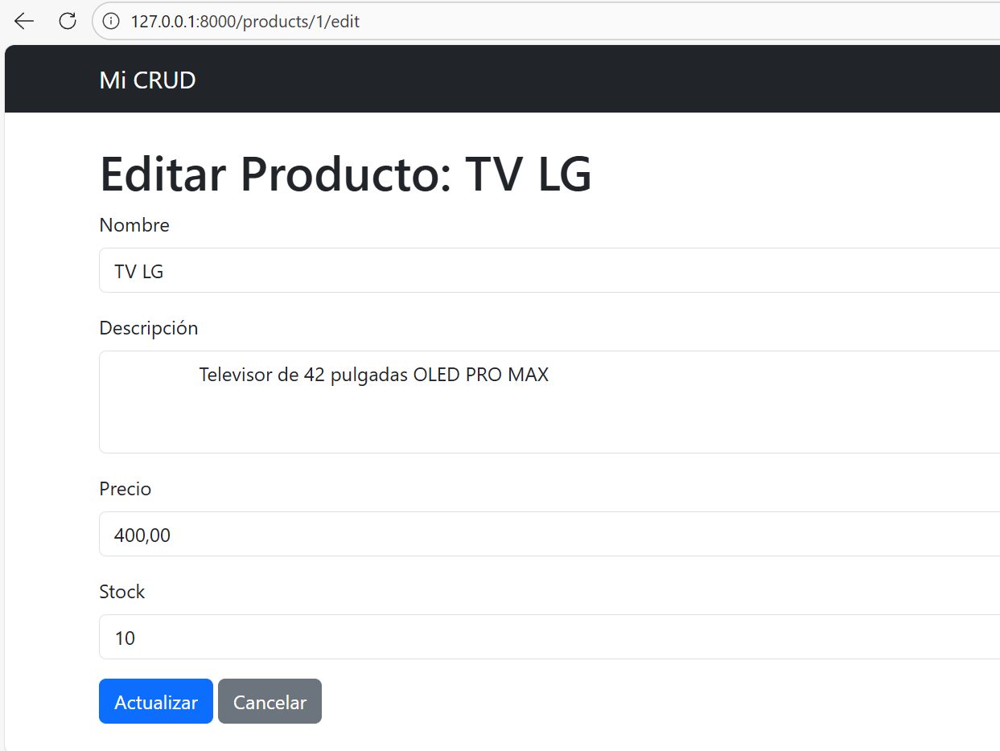 127.0.0.1:8000/products/1/edit
Mi CRUD
Editar Producto: TV LG
Nombre
TV LG
Descripción
Televisor de 42 pulgadas OLED PRO MAX
Precio
400,00
Stock
10
Actualizar Cancelar